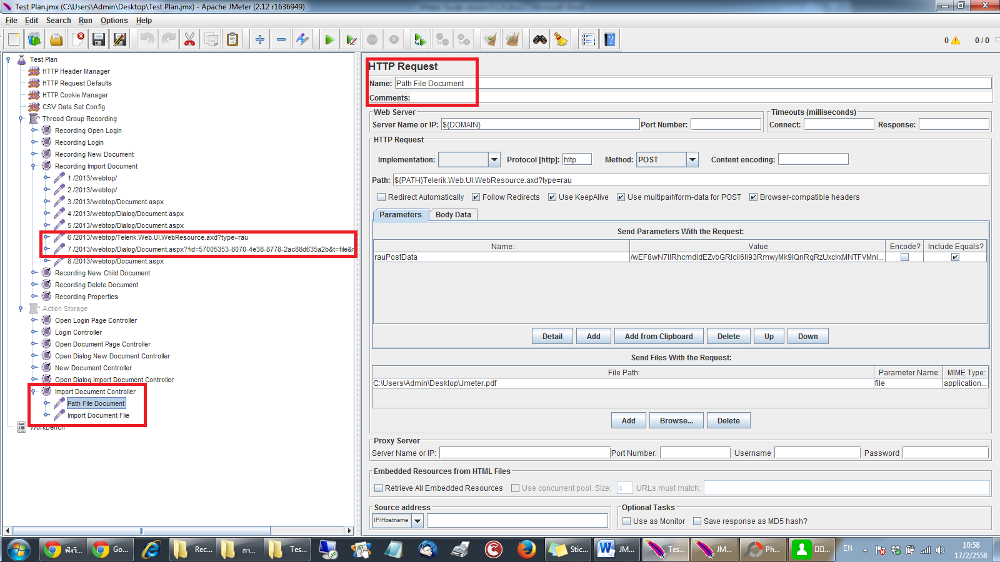 Test Plan.jmx (C:\Users\Admin\Desktop\Test Plan.jmx) - Apache JMeter (2.12 r1636949)
File Edit Search Run Options Help
0 0 / 0
Test Plan
HTTP Header Manager
HTTP Request Defaults
HTTP Cookie Manager
CSV Data Set Config
Thread Group Recording
Recording Open Login
Recording Login
Recording New Document
Recording Import Document
1 /2013/webtop/
2 /2013/webtop/
3 /2013/webtop/Document.aspx
4 /2013/webtop/Dialog/Document.aspx
5 /2013/webtop/Dialog/Document.aspx
6 /2013/webtop/Telerik.Web.UI.WebResource.axd?type=rau
7 /2013/webtop/Dialog/Document.aspx?fid=57005353-8070-4e38-8778-2ac88d635a2b&t=file&r
8 /2013/webtop/Document.aspx
Recording New Child Document
Recording Delete Document
Recording Properties
Action Storage
Open Login Page Controller
Login Controller
Open Document Page Controller
Open Dialog New Document Controller
New Document Controller
Open Dialog import Document Controller
Import Document Controller
Path File Document
Import Document Flie
WorkBench
HTTP Request
Name: Path File Document
Comments:
Web Server
Server Name or IP: ${DOMAIN} Port Number:
Timeouts (milliseconds)
Connect: Response:
HTTP Request
Implementation: Protocol [http]: http Method: POST Content encoding:
Path: ${PATH}Telerik.Web.UI.WebResource.axd?type=rau
Redirect Automatically Follow Redirects Use KeepAlive Use multipart/form-data for POST Browser-compatible headers
Parameters Body Data
Send Parameters With the Request:
Name: Value Encode? Include Equals?
rauPostData
Send Files With the Request:
Detail Add Add from Clipboard Delete Up Down
File Path: Parameter Name: MIME Type:
C:\Users\Admin\Desktop\Jmeter.pdf file application...
Add Browse... Delete
Proxy Server
Server Name or IP: Port Number: Username Password
Embedded Resources from HTML Files
Retrieve All Embedded Resources Use concurrent pool. Size: 4 URLs must match:
Source address
IP/Hostname
Optional Tasks
Use as Monitor Save response as MD5 hash?
ฟังวิ... Go... Rec... ภา... Tes... Stic... JM... Tes... JM... Ph...
EN
10:58
17/2/2558